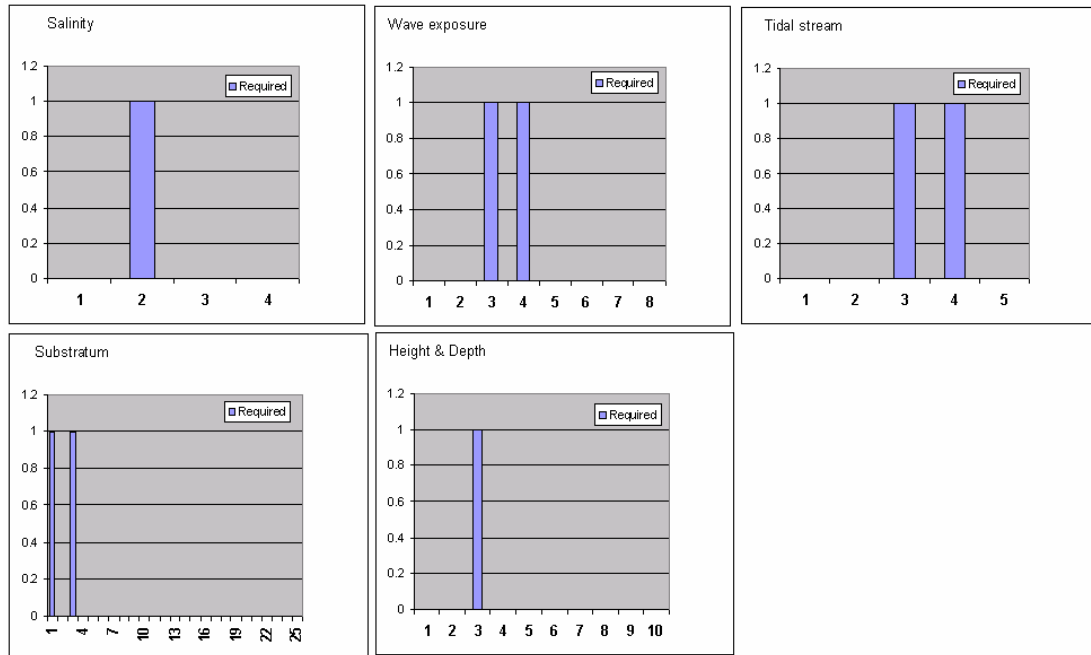 Salinity
1.2
1
0.8
0.6
0.4
0.2
0
Required
1 2 3 4
Wave exposure
1.2
1
0.8
0.6
0.4
0.2
0
Required
1 2 3 4 5 6 7 8
Tidal stream
1.2
1
0.8
0.6
0.4
0.2
0
Required
1 2 3 4 5
Substratum
1.2
1
0.8
0.6
0.4
0.2
0
Required
1 4 7 10 13 16 19 22 25
Height & Depth
1.2
1
0.8
0.6
0.4
0.2
0
Required
1 2 3 4 5 6 7 8 9 10